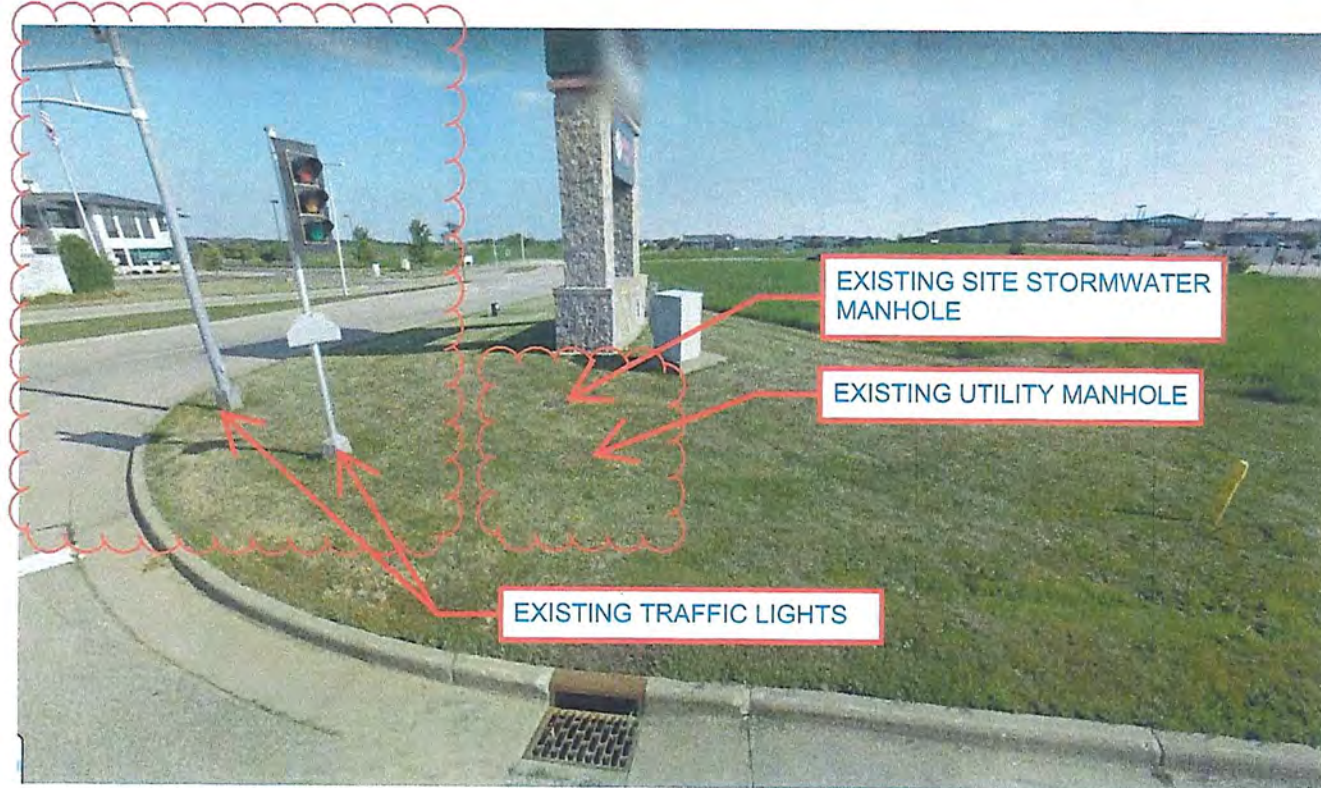 EXISTING SITE STORMWATER
MANHOLE
EXISTING UTILITY MANHOLE
EXISTING TRAFFIC LIGHTS